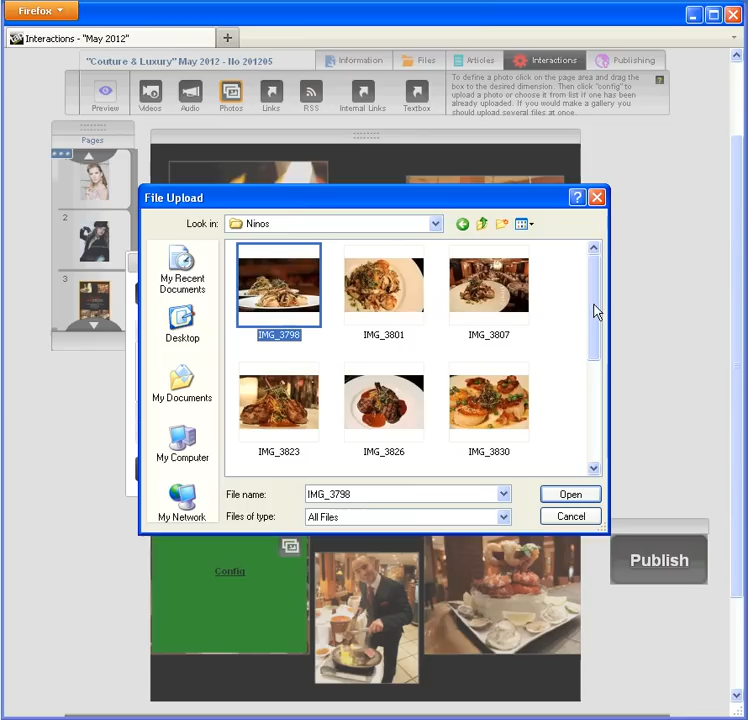 Firefox
Interactions - "May 2012"
"Couture & Luxury" May 2012 - No 201205
Information
Files
Articles
Interactions
Publishing
Preview
Videos
Audio
Photos
Links
RSS
Internal Links
Textbox
To define a photo click on the page area and drag the
box to the desired dimension. Then click "config" to
upload a photo or choose it from list if one has been
already uploaded. If you would make a gallery you
should upload several files at once.
?
Pages
2
3
File Upload
?
Look in:
Ninos
My Recent
Documents
Desktop
My Documents
My Computer
My Network
IMG_3798
IMG_3801
IMG_3807
IMG_3823
IMG_3826
IMG_3830
File name:
IMG_3798
Open
Files of type:
All Files
Cancel
Config
Publish